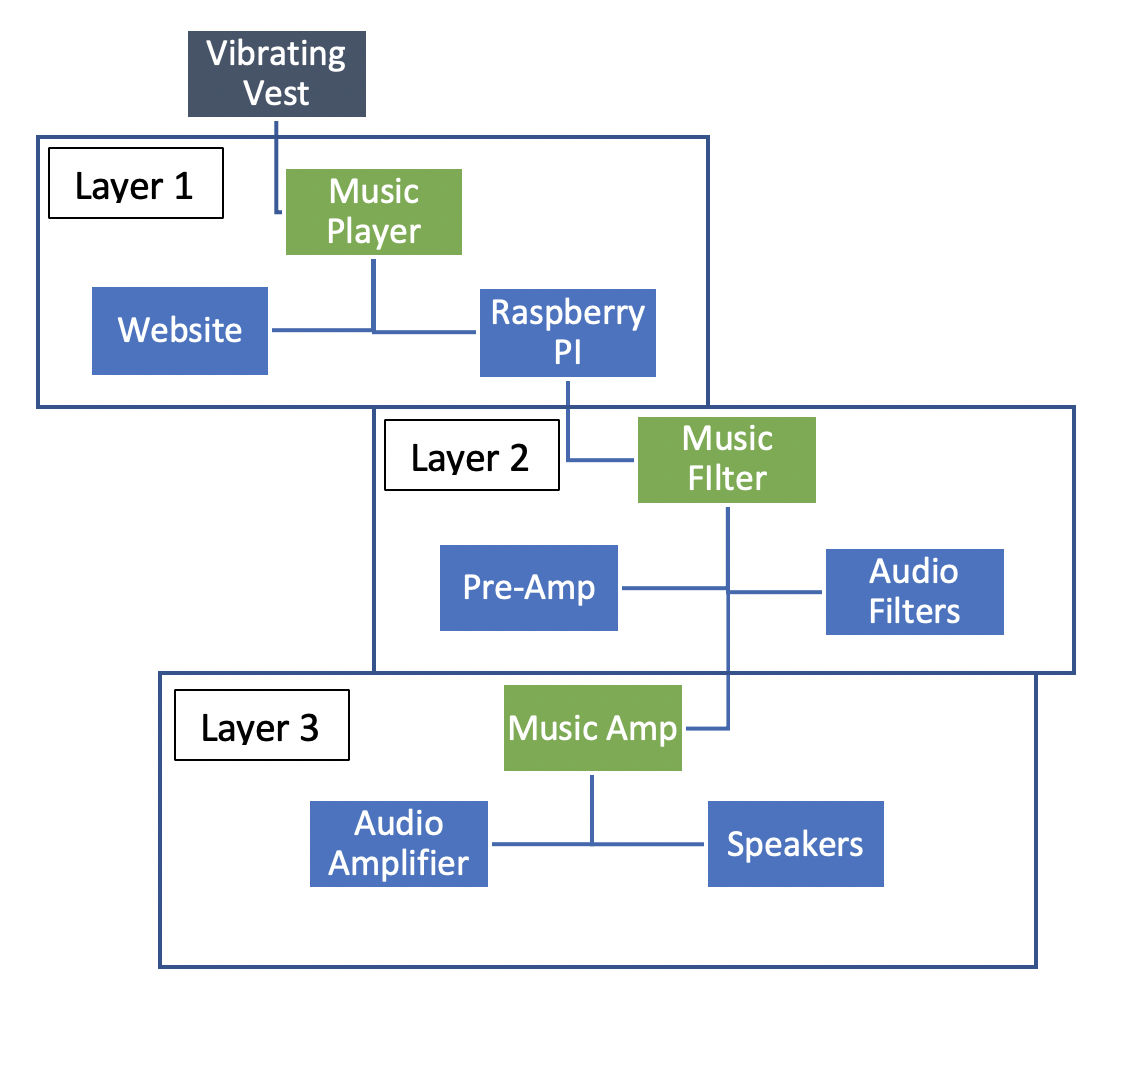 Vibrating
Vest
Layer 1
Music
Player
Website
Raspberry
PI
Layer 2
Music
FIlter
Pre-Amp
Audio
Filters
Layer 3
Music Amp
Audio
Amplifier
Speakers